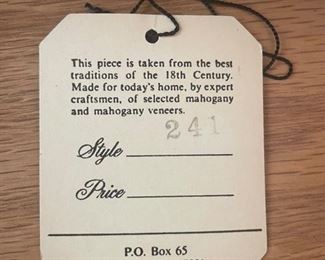 This piece is taken from the best
traditions of the 18th Century.
Made for today's home, by expert
craftsmen, of selected mahogany
and mahogany veneers.
241
Style
Price
P.O. Box 65